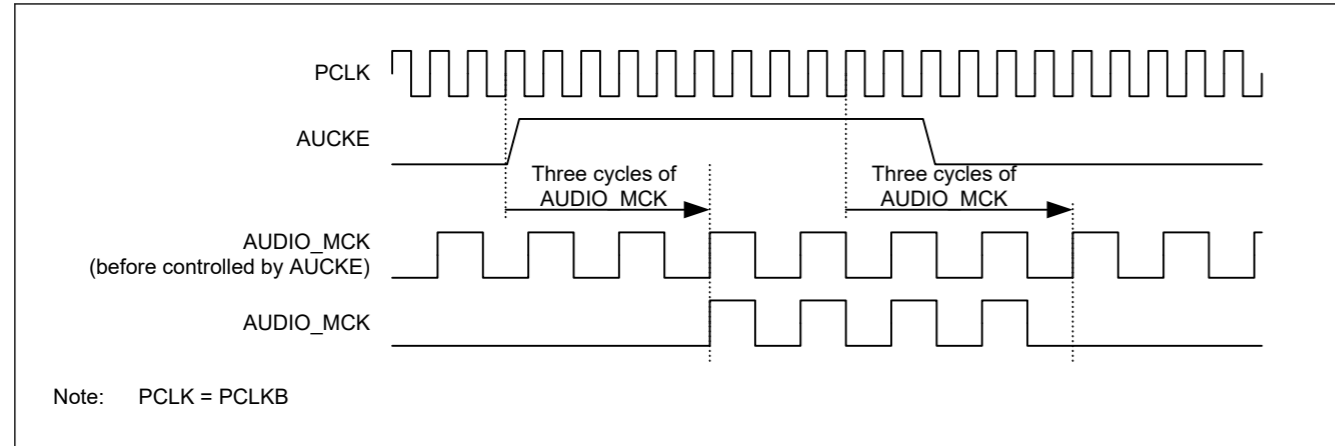 PCLK
AUCKE
Three cycles of
AUDIO_MCK
Three cycles of
AUDIO_MCK
AUDIO_MCK
(before controlled by AUCKE)
AUDIO_MCK
Note: PCLK = PCLKB